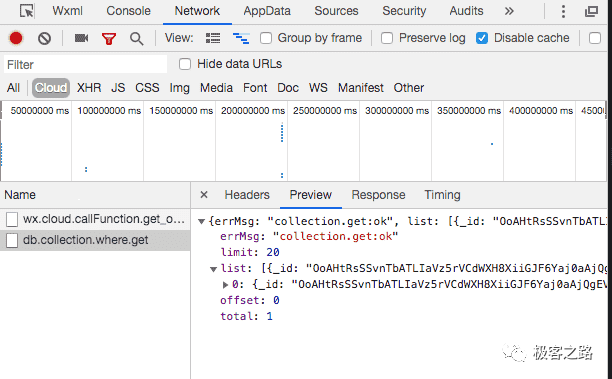 Wxml Console Network AppData Sources Security Audits »
View: Group by frame Preserve log Disable cache
Filter Hide data URLs
All Cloud XHR JS CSS Img Media Font Doc WS Manifest Other
50000000 ms 100000000 ms 150000000 ms 200000000 ms 250000000 ms 300000000 ms 350000000 ms 400000000 ms 45000
Name × Headers Preview Response Timing
wx.cloud.callFunction.get_o...
db.collection.where.get
{errMsg: "collection.get:ok", list: [{_id: "OoAHtRsSSvnTbATLI
errMsg: "collection.get:ok"
limit: 20
list: [{_id: "OoAHtRsSSvnTbATLIaVz5rVCdWXH8XiiGJF6Yaj0aAjQg
0: {_id: "OoAHtRsSSvnTbATLIaVz5rVCdWXH8XiiGJF6Yaj0aAjQgEV
offset: 0
total: 1
极客之路